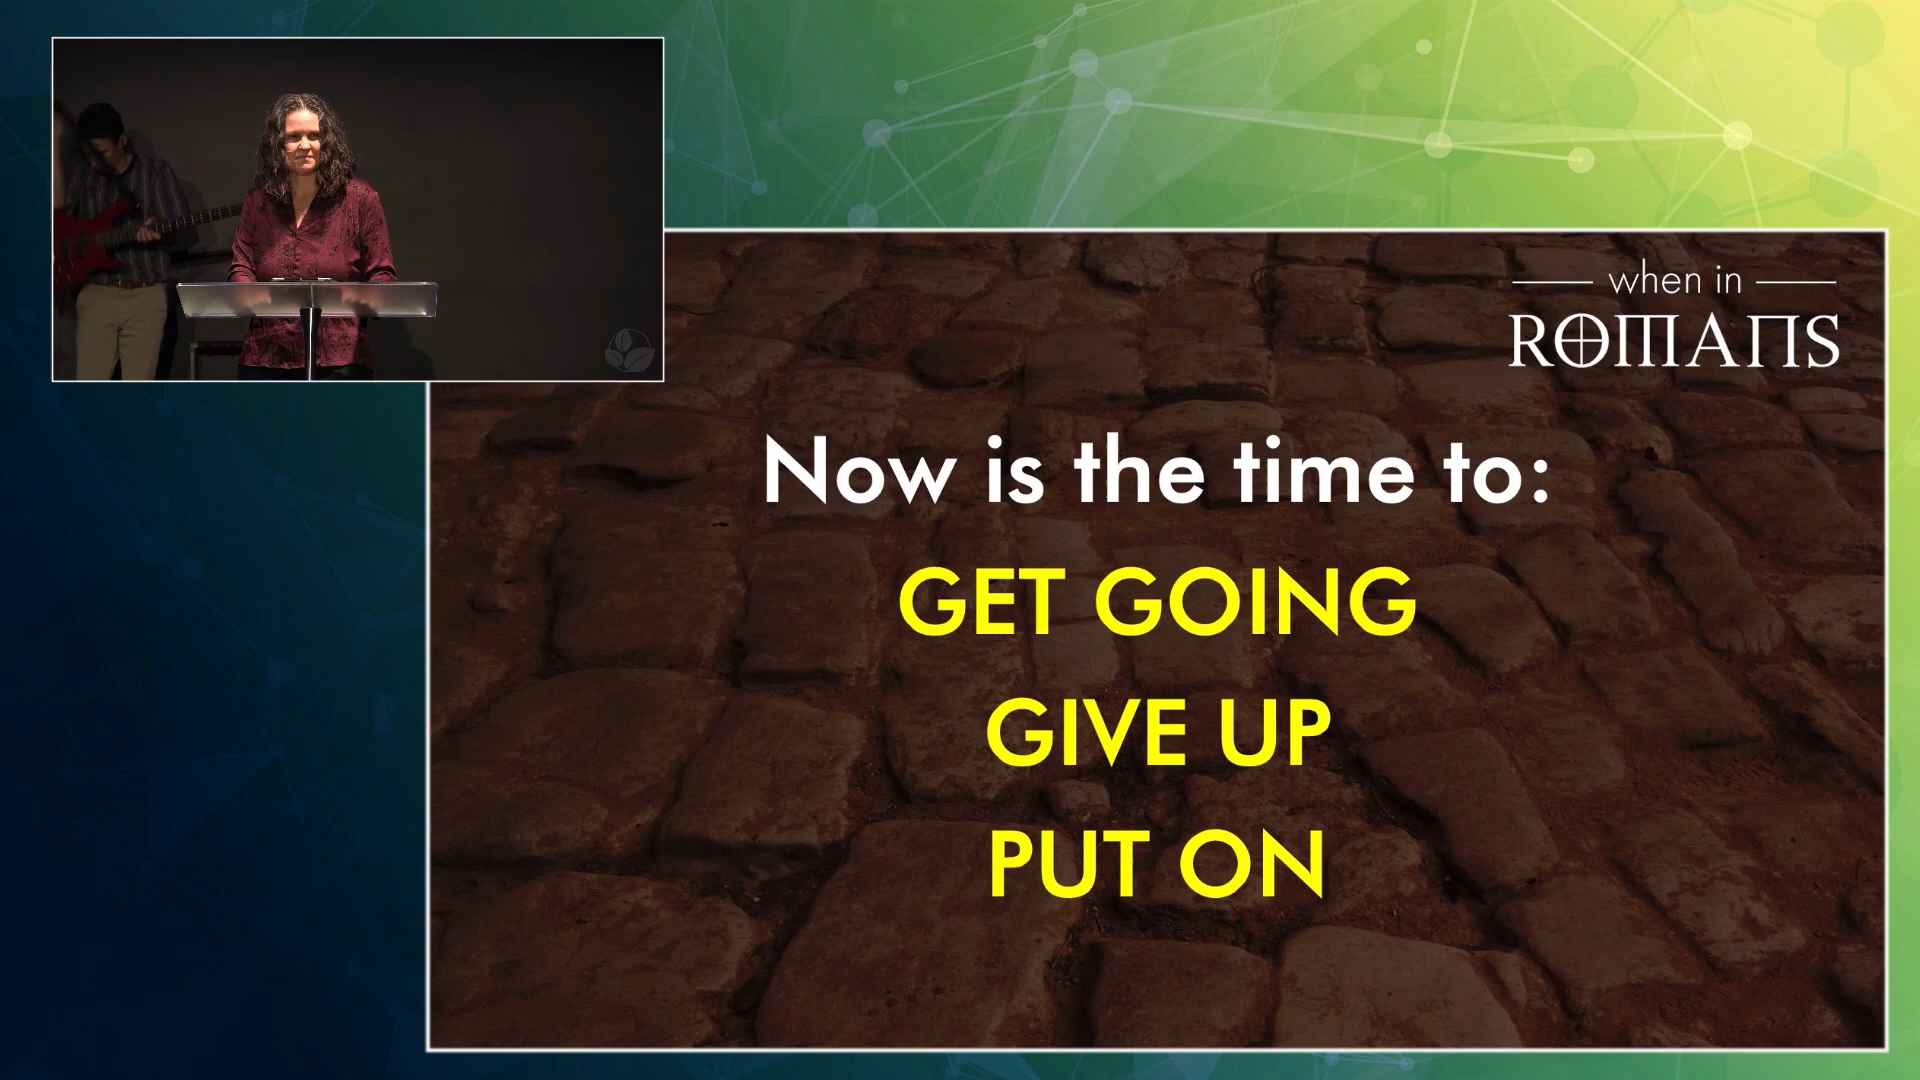 when in
ROMANS
Now is the time to:
GET GOING
GIVE UP
PUT ON